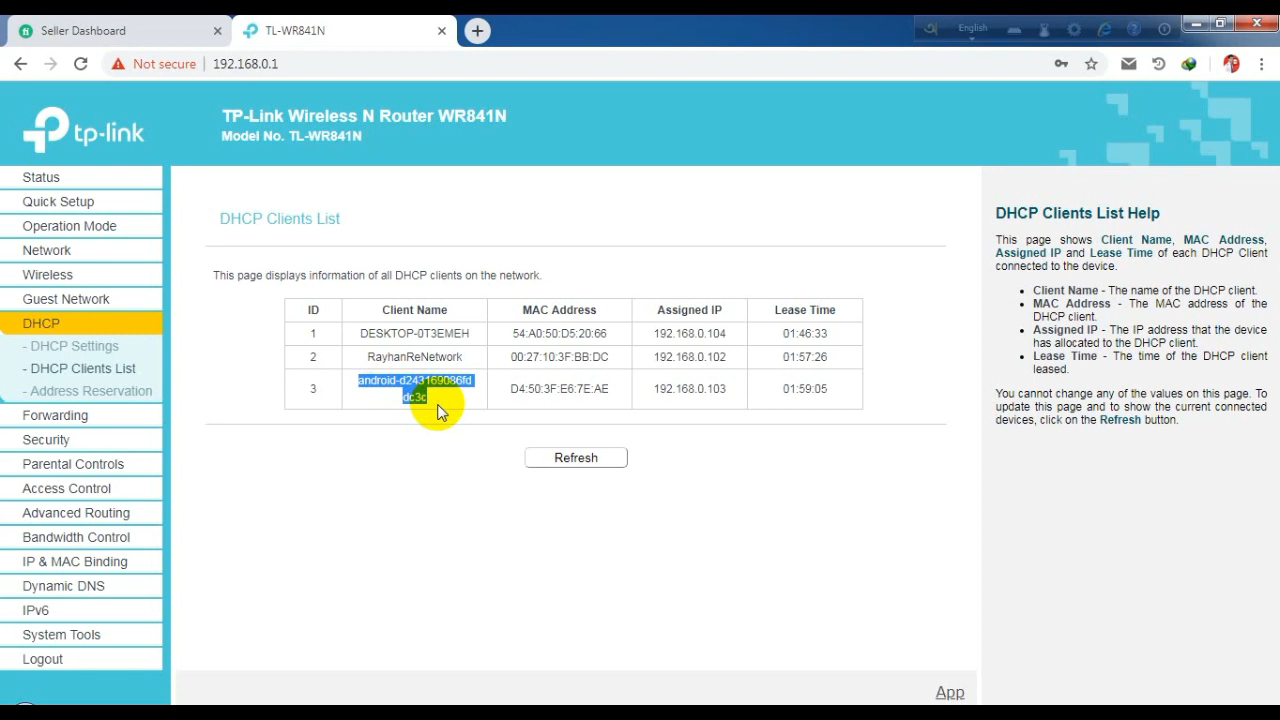 Seller Dashboard
TL-WR841N
English
Not secure
192.168.0.1
tp-link
TP-Link Wireless N Router WR841N
Model No. TL-WR841N
Status
Quick Setup
Operation Mode
Network
Wireless
Guest Network
DHCP
- DHCP Settings
- DHCP Clients List
- Address Reservation
Forwarding
Security
Parental Controls
Access Control
Advanced Routing
Bandwidth Control
IP & MAC Binding
Dynamic DNS
IPv6
System Tools
Logout
DHCP Clients List
This page displays information of all DHCP clients on the network.
ID Client Name MAC Address Assigned IP Lease Time
1 DESKTOP-0T3EMEH 54:A0:50:D5:20:66 192.168.0.104 01:46:33
2 RayhanReNetwork 00:27:10:3F:BB:DC 192.168.0.102 01:57:26
3 android-d243169086fd D4:50:3F:E6:7E:AE 192.168.0.103 01:59:05
dc3c
Refresh
App
DHCP Clients List Help
This page shows Client Name, MAC Address,
Assigned IP and Lease Time of each DHCP Client
connected to the device.
• Client Name - The name of the DHCP client.
• MAC Address - The MAC address of the
DHCP client.
• Assigned IP - The IP address that the device
has allocated to the DHCP client.
• Lease Time - The time of the DHCP client
leased.
You cannot change any of the values on this page. To
update this page and to show the current connected
devices, click on the Refresh button.